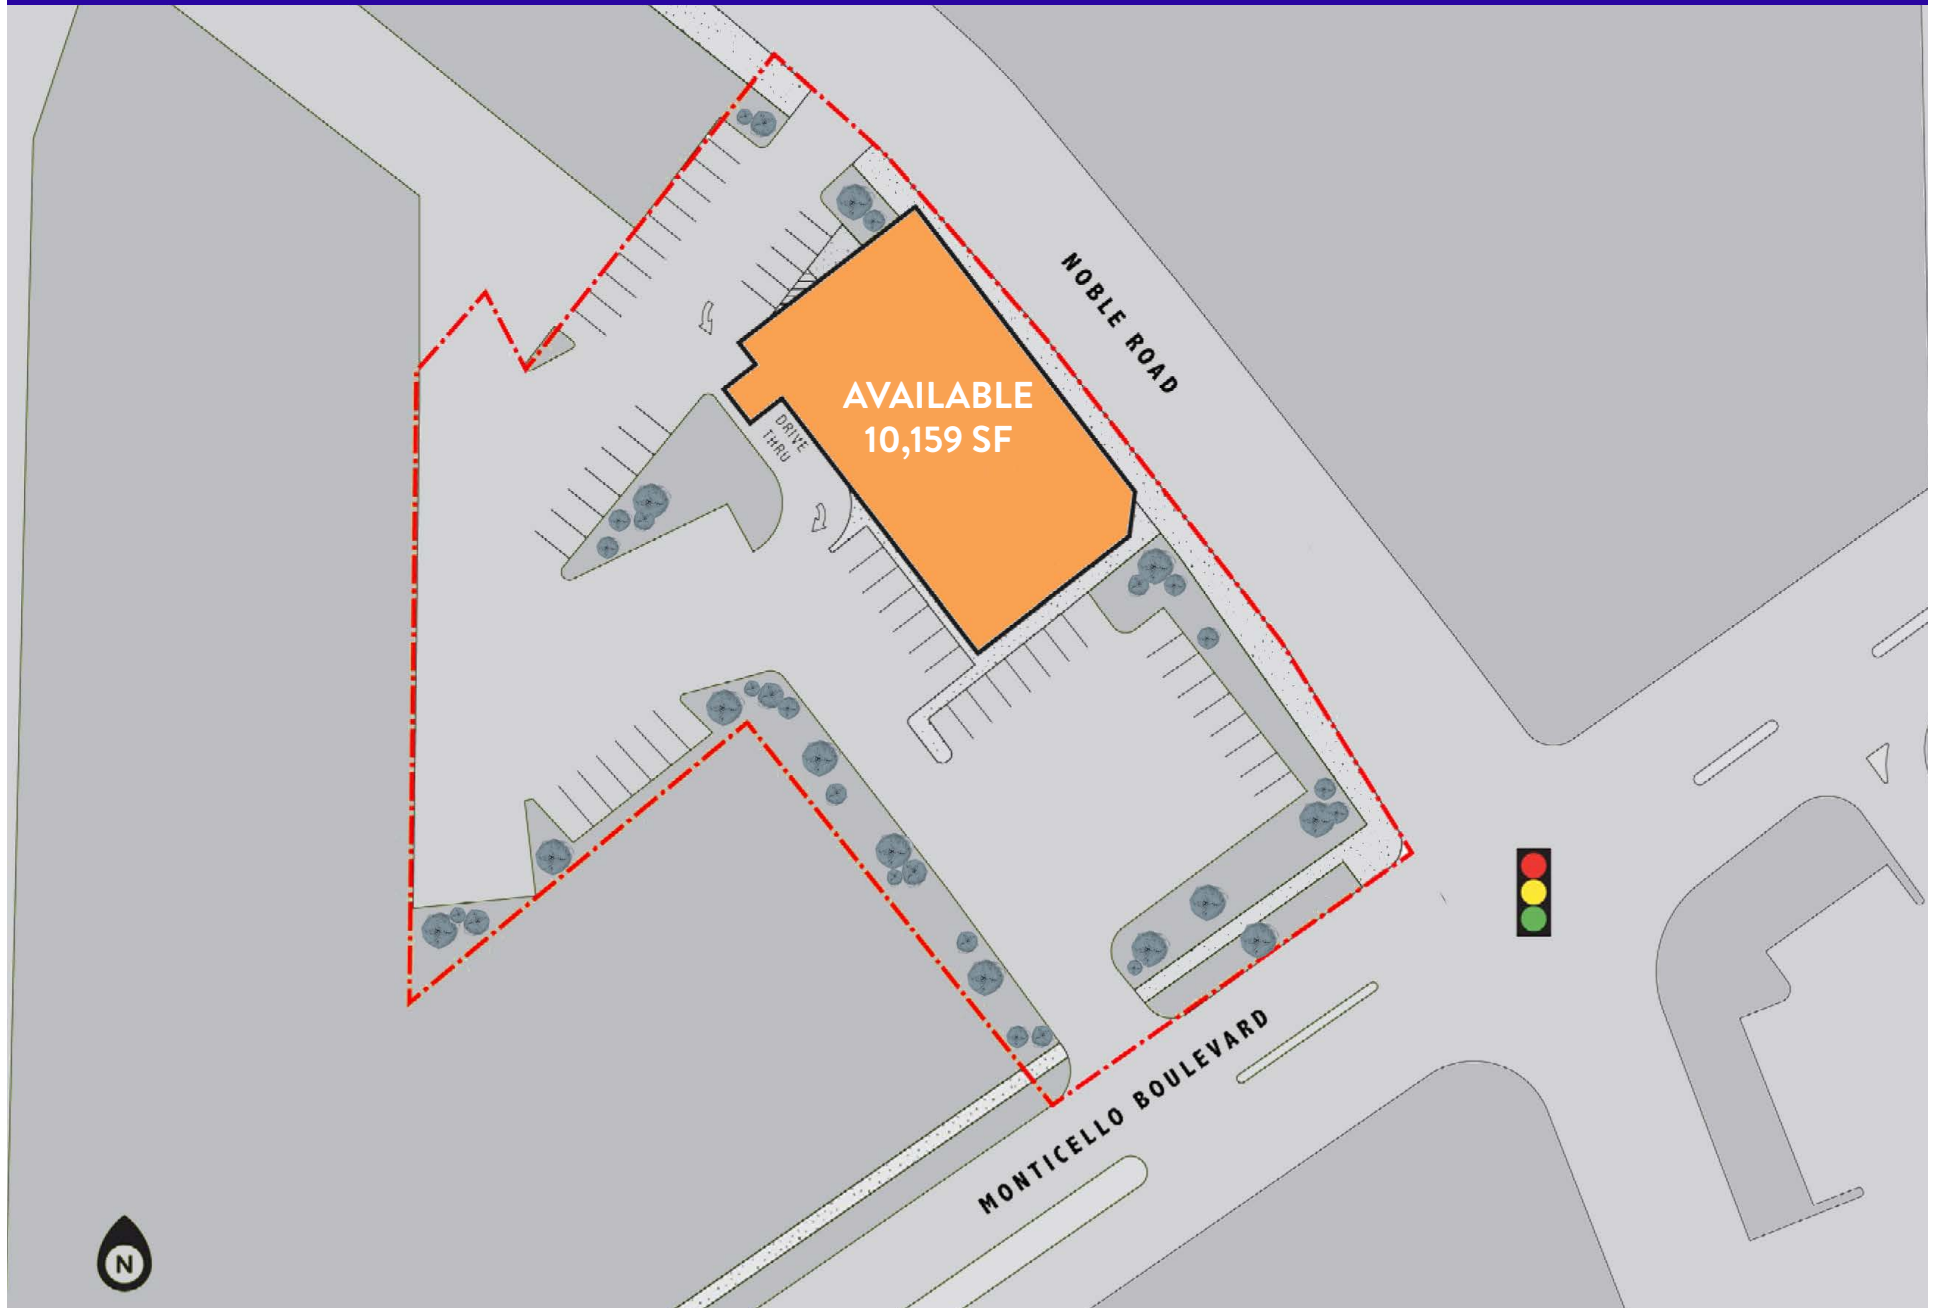 NOBLE ROAD
AVAILABLE
10,159 SF
DRIVE
THRU
MONTICELLO BOULEVARD
N